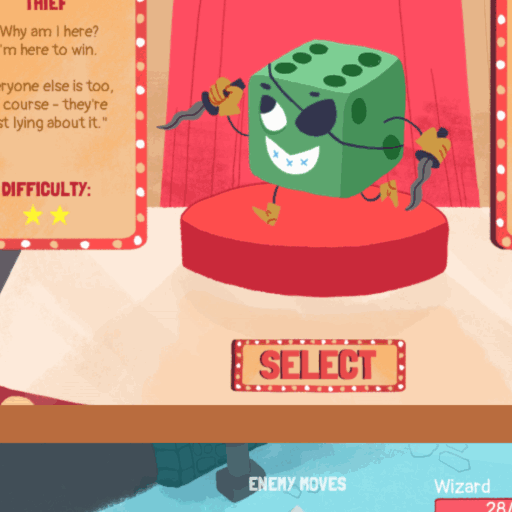 THIEF
Why am I here?
I'm here to win.
eryone else is too,
course - they're
st lying about it."
DIFFICULTY:
SELECT
ENEMY MOVES
Wizard
28/